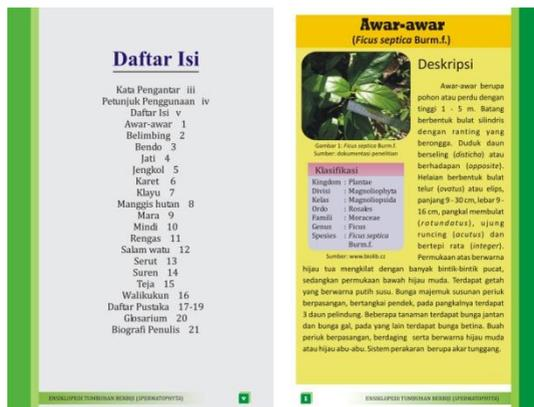 Daftar Isi
Kata Pengantar iii
Petunjuk Penggunaan iv
Daftar Isi v
Awar-awar 1
Belimbing 2
Bendo 3
Jati 4
Jengkol 5
Karet 6
Klayu 7
Manggis hutan 8
Mara 9
Mindi 10
Rengas 11
Salam watu 12
Serut 13
Suren 14
Teja 15
Walikukun 16
Daftar Pustaka 17-19
Glosarium 20
Biografi Penulis 21
ENSIKLOPEDI TUMBUHAN BERBIJI (SPERMATOPHYTA)
v
Awar-awar
(Ficus septica Burm.f.)
Gambar 1: Ficus septica Burm.f.
Sumber: dokumentasi penelitian
Klasifikasi
Kingdom : Plantae
Divisi : Magnoliophyta
Kelas : Magnoliopsida
Ordo : Rosales
Famili : Moraceae
Genus : Ficus
Spesies : Ficus septica
Burm.f.
Sumber: www.biolib.cz
Deskripsi
Awar-awar berupa
pohon atau perdu dengan
tinggi 1 - 5 m. Batang
berbentuk bulat silindris
dengan ranting yang
berongga. Duduk daun
berseling (disticha) atau
berhadapan (opposite).
Helaian berbentuk bulat
telur (ovatus) atau elips,
panjang 9 - 30 cm, lebar 9 -
16 cm, pangkal membulat
(rotundatus), ujung
runcing (acutus) dan
bertepi rata (integer).
Permukaan atas berwarna
hijau tua mengkilat dengan banyak bintik-bintik pucat,
sedangkan permukaan bawah hijau muda. Terdapat getah
yang berwarna putih susu. Bunga majemuk susunan periuk
berpasangan, bertangkai pendek, pada pangkalnya terdapat
3 daun pelindung. Beberapa tanaman terdapat bunga jantan
dan bunga gal, pada yang lain terdapat bunga betina. Buah
periuk berpasangan, berdaging serta berwarna hijau muda
atau hijau abu-abu. Sistem perakaran berupa akar tunggang.
1
ENSIKLOPEDI TUMBUHAN BERBIJI (SPERMATOPHYTA)